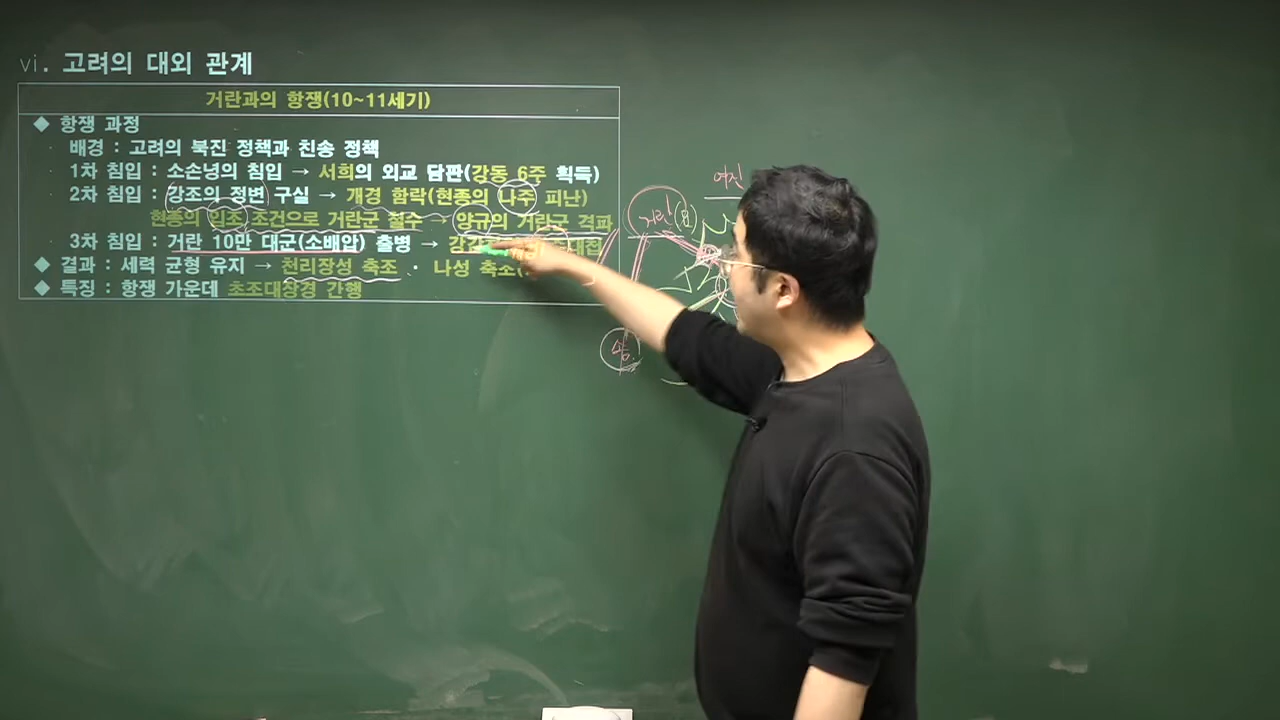 vi. 고려의 대외 관계
거란과의 항쟁(10~11세기)
◆ 항쟁 과정
배경 : 고려의 북진 정책과 친송 정책
1차 침입 : 소손녕의 침입 → 서희의 외교 담판(강동 6주 획득)
2차 침입 : 강조의 정변 구실 → 개경 함락(현종의 나주 피난)
현종의 입조 조건으로 거란군 철수 → 양규의 거란군 격파
3차 침입 : 거란 10만 대군(소배압) 출병 → 대첩
◆ 결과 : 세력 균형 유지 → 천리장성 축조 · 나성 축조(
◆ 특징 : 항쟁 가운데 초조대장경 간행
여진
거란(요)
송